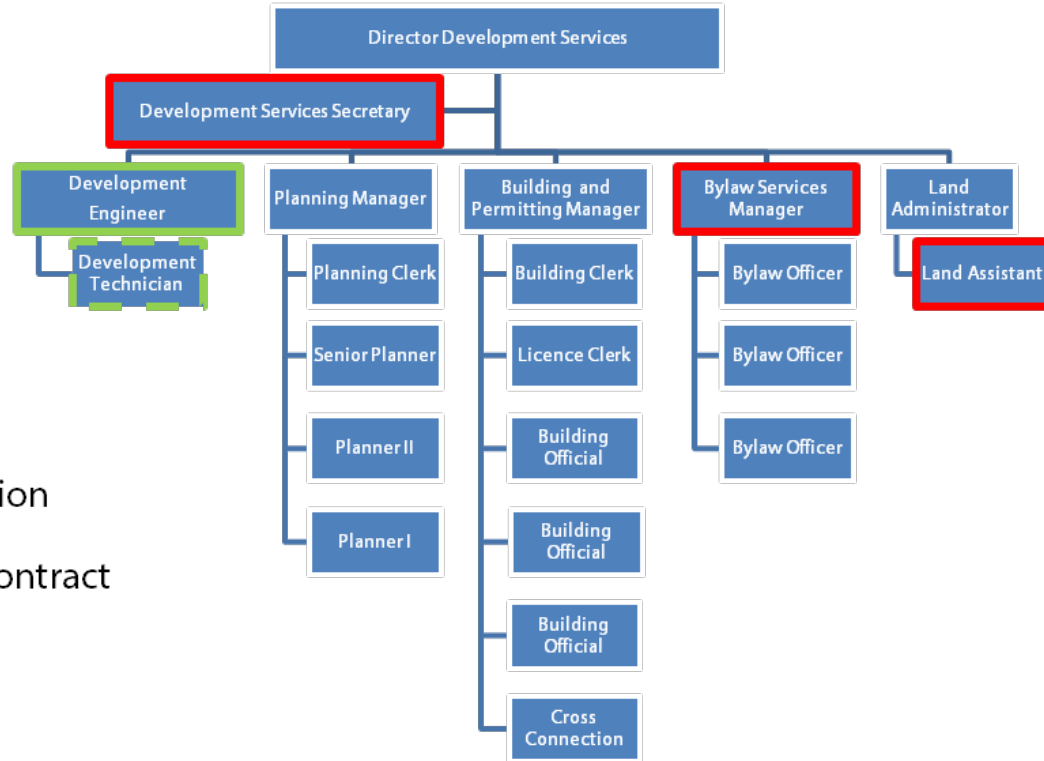 Director Development Services
Development Services Secretary
Development
Engineer
Development
Technician
Planning Manager
Planning Clerk
Senior Planner
Planner II
Planner I
Building and
Permitting Manager
Building Clerk
Licence Clerk
Building
Official
Building
Official
Building
Official
Cross
Connection
Bylaw Services
Manager
Bylaw Officer
Bylaw Officer
Bylaw Officer
Land
Administrator
Land Assistant
ion
ontract